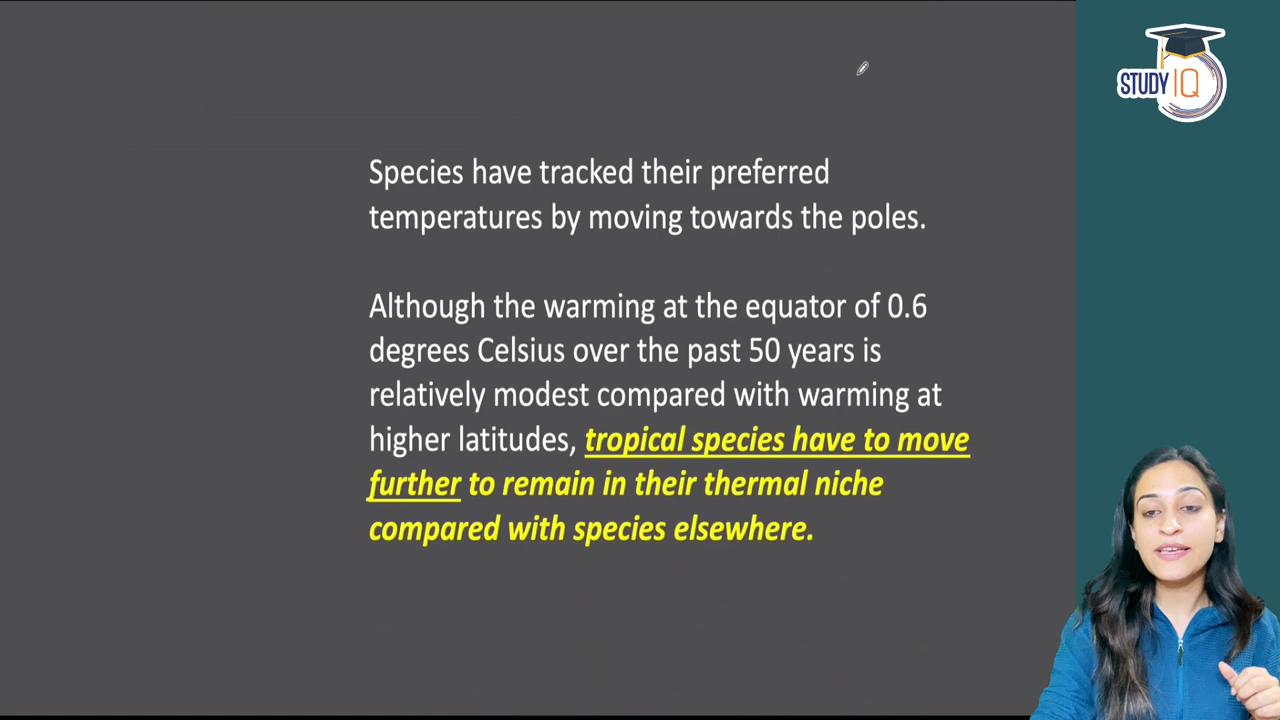 STUDY IQ
Species have tracked their preferred
temperatures by moving towards the poles.
Although the warming at the equator of 0.6
degrees Celsius over the past 50 years is
relatively modest compared with warming at
higher latitudes, tropical species have to move
further to remain in their thermal niche
compared with species elsewhere.